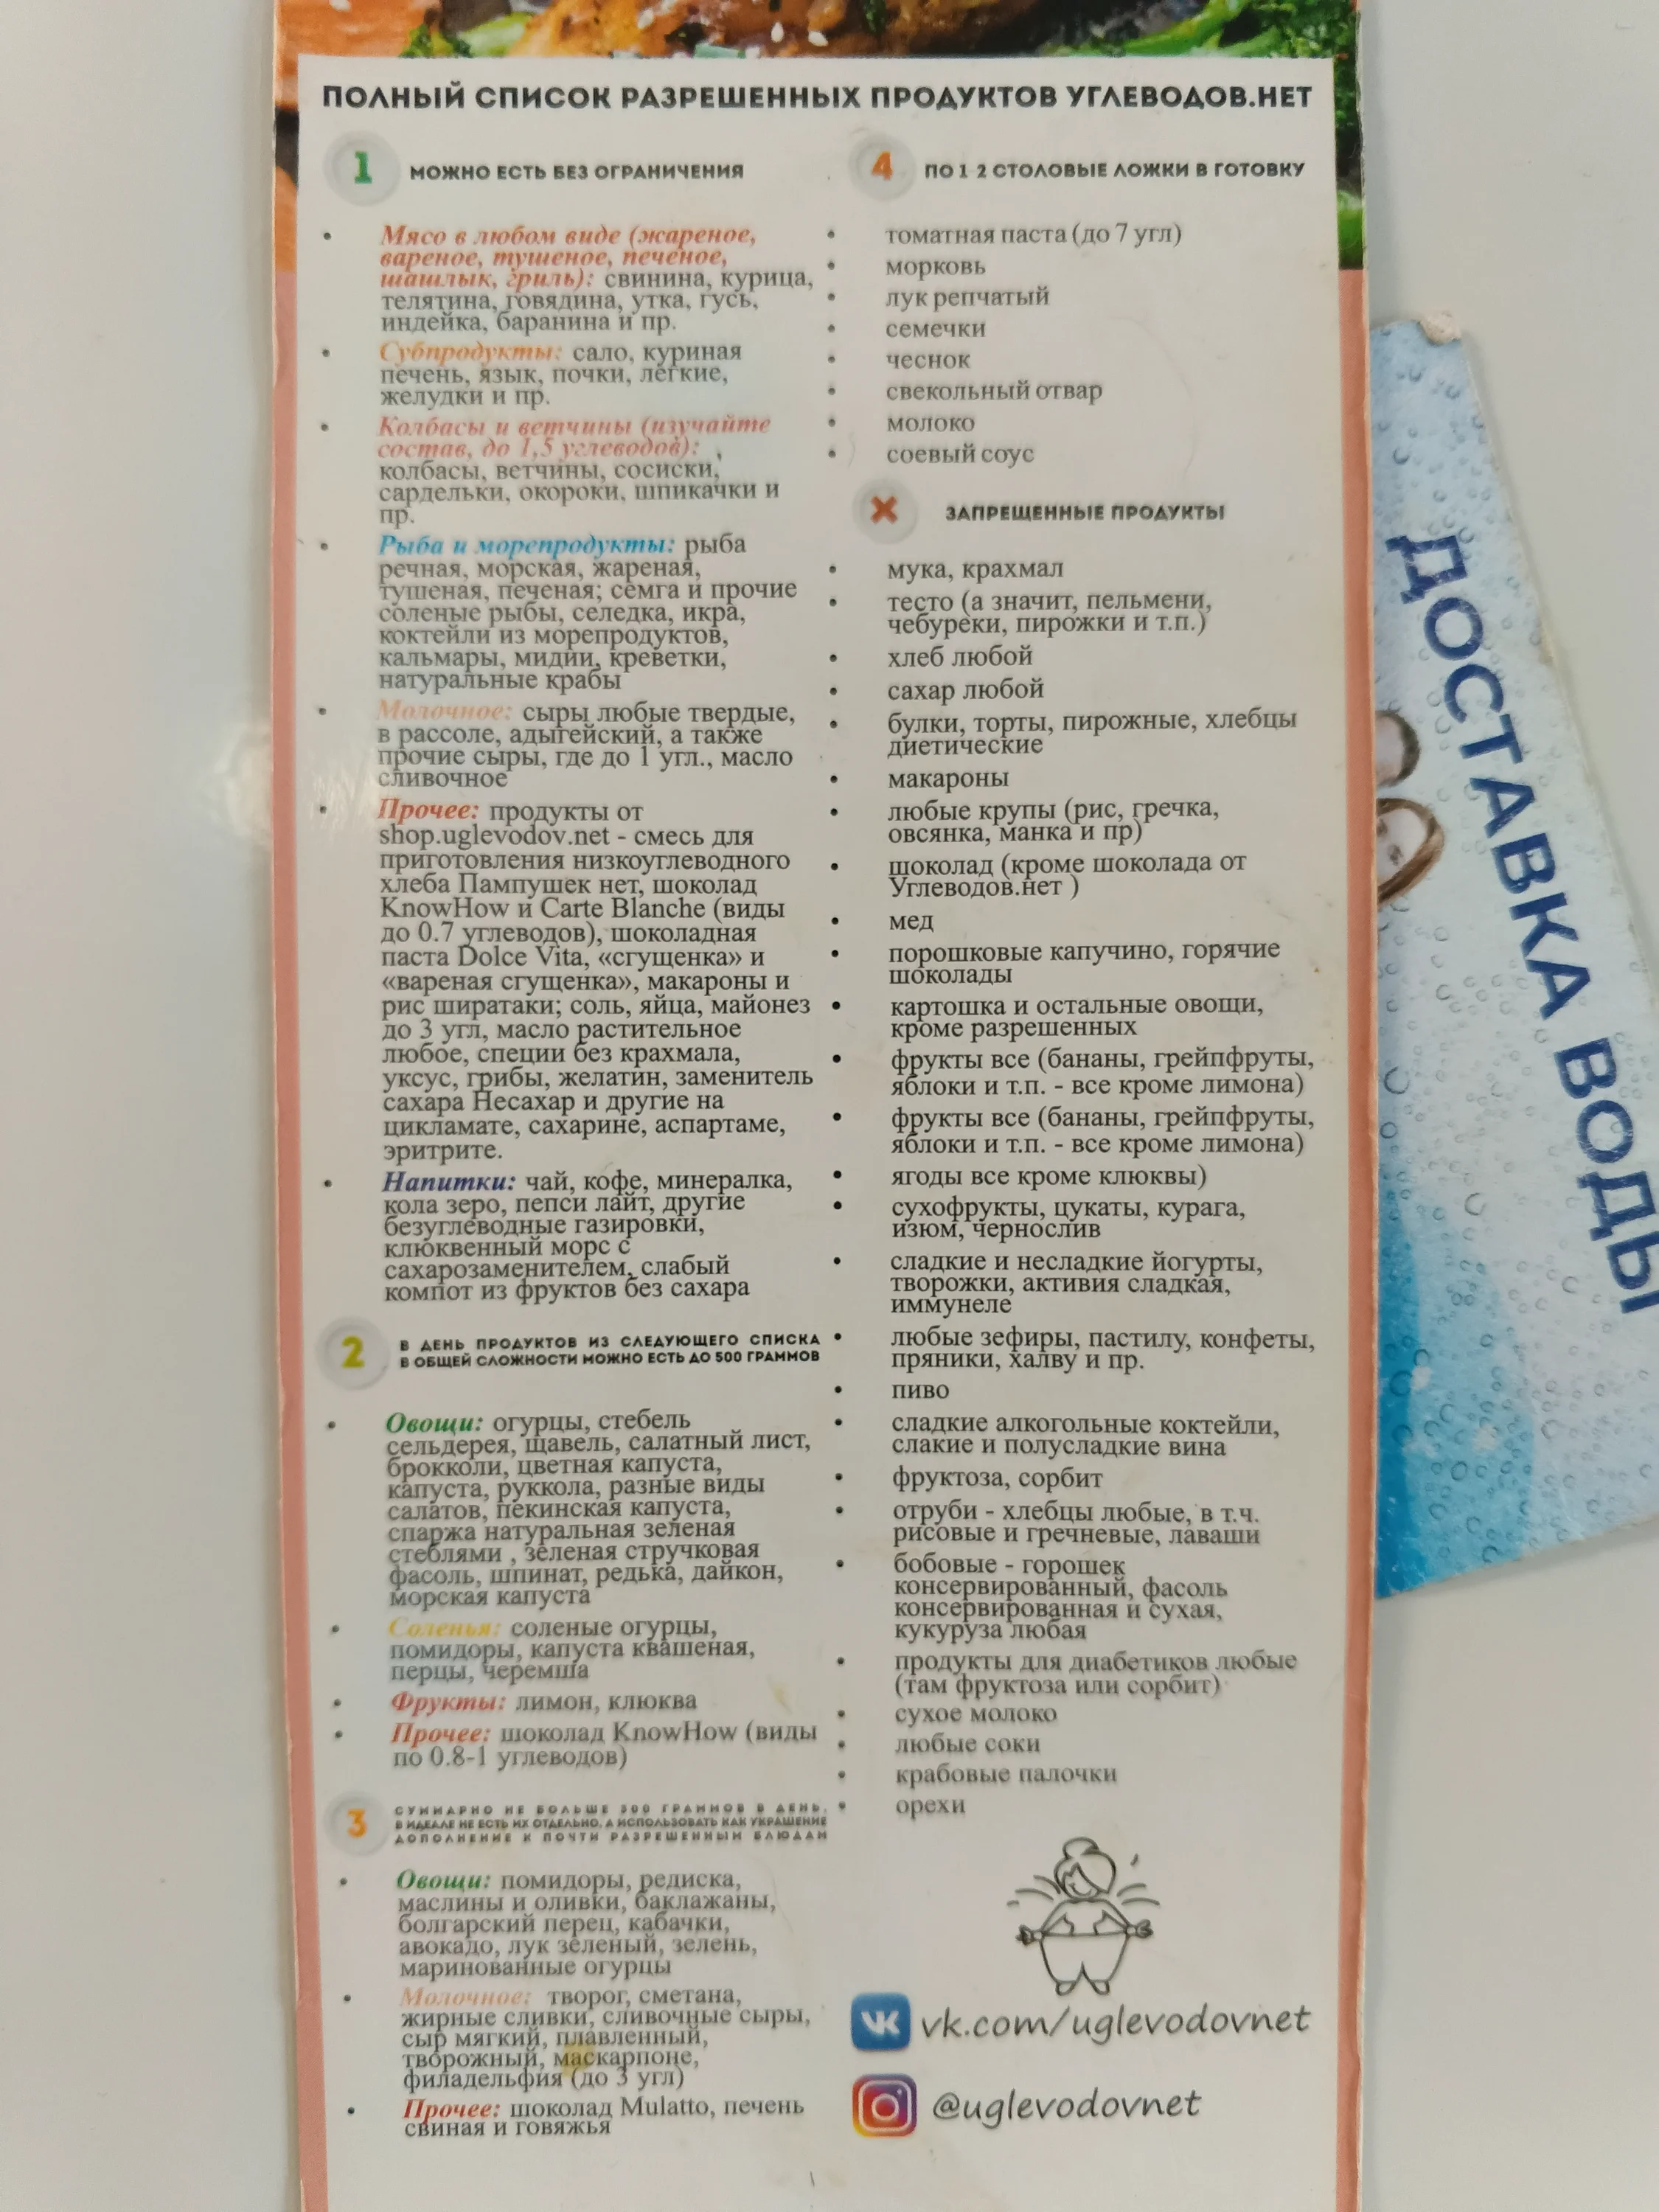 ПОЛНЫЙ СПИСОК РАЗРЕШЕННЫХ ПРОДУКТОВ УГЛЕВОДОВ.НЕТ
1 МОЖНО ЕСТЬ БЕЗ ОГРАНИЧЕНИЯ
• Мясо в любом виде (жареное,
вареное, тушеное, печеное,
шашлык, гриль): свинина, курица,
телятина, говядина, утка, гусь,
индейка, баранина и пр.
• Субпродукты: сало, куриная
печень, язык, почки, легкие,
желудки и пр.
• Колбасы и ветчины (изучайте
состав, до 1,5 углеводов): ,
колбасы, ветчины, сосиски,
сардельки, окороки, шпикачки и
пр.
• Рыба и морепродукты: рыба
речная, морская, жареная,
тушеная, печеная; семга и прочие
соленые рыбы, селедка, икра,
коктейли из морепродуктов,
кальмары, мидии, креветки,
натуральные крабы
• Молочное: сыры любые твердые,
в рассоле, адыгейский, а также
прочие сыры, где до 1 угл., масло
сливочное
• Прочее: продукты от
shop.uglevodov.net - смесь для
приготовления низкоуглеводного
хлеба Пампушек нет, шоколад
KnowHow и Carte Blanche (виды
до 0.7 углеводов), шоколадная
паста Dolce Vita, «сгущенка» и
«вареная сгущенка», макароны и
рис ширатаки; соль, яйца, майонез
до 3 угл, масло растительное
любое, специи без крахмала,
уксус, грибы, желатин, заменитель
сахара Несахар и другие на
цикламате, сахарине, аспартаме,
эритрите.
• Напитки: чай, кофе, минералка,
кола зеро, пепси лайт, другие
безуглеводные газировки,
клюквенный морс с
сахарозаменителем, слабый
компот из фруктов без сахара
2 В ДЕНЬ ПРОДУКТОВ ИЗ СЛЕДУЮЩЕГО СПИСКА
В ОБЩЕЙ СЛОЖНОСТИ МОЖНО ЕСТЬ ДО 500 ГРАММОВ
• Овощи: огурцы, стебель
сельдерея, щавель, салатный лист,
брокколи, цветная капуста,
капуста, руккола, разные виды
салатов, пекинская капуста,
спаржа натуральная зеленая
стеблями , зеленая стручковая
фасоль, шпинат, редька, дайкон,
морская капуста
• Соленья: соленые огурцы,
помидоры, капуста квашеная,
перцы, черемша
• Фрукты: лимон, клюква
• Прочее: шоколад KnowHow (виды
по 0.8-1 углеводов)
3 СУММАРНО НЕ БОЛЬШЕ 300 ГРАММОВ В ДЕНЬ.
В ИДЕАЛЕ НЕ ЕСТЬ ИХ ОТДЕЛЬНО, А ИСПОЛЬЗОВАТЬ КАК УКРАШЕНИЕ
ДОПОЛНЕНИЕ К ПОЧТИ РАЗРЕШЕННЫМ БЛЮДАМ
• Овощи: помидоры, редиска,
маслины и оливки, баклажаны,
болгарский перец, кабачки,
авокадо, лук зеленый, зелень,
маринованные огурцы
• Молочное: творог, сметана,
жирные сливки, сливочные сыры,
сыр мягкий, плавленный,
творожный, маскарпоне,
филадельфия (до 3 угл)
• Прочее: шоколад Mulatto, печень
свиная и говяжья
4 ПО 1 2 СТОЛОВЫЕ ЛОЖКИ В ГОТОВКУ
• томатная паста (до 7 угл)
• морковь
• лук репчатый
• семечки
• чеснок
• свекольный отвар
• молоко
• соевый соус
ЗАПРЕЩЕННЫЕ ПРОДУКТЫ
• мука, крахмал
• тесто (а значит, пельмени,
чебуреки, пирожки и т.п.)
• хлеб любой
• сахар любой
• булки, торты, пирожные, хлебцы
диетические
• макароны
• любые крупы (рис, гречка,
овсянка, манка и пр)
• шоколад (кроме шоколада от
Углеводов.нет )
• мед
• порошковые капучино, горячие
шоколады
• картошка и остальные овощи,
кроме разрешенных
• фрукты все (бананы, грейпфруты,
яблоки и т.п. - все кроме лимона)
• фрукты все (бананы, грейпфруты,
яблоки и т.п. - все кроме лимона)
• ягоды все кроме клюквы)
• сухофрукты, цукаты, курага,
изюм, чернослив
• сладкие и несладкие йогурты,
творожки, активия сладкая,
иммунеле
• любые зефиры, пастилу, конфеты,
пряники, халву и пр.
• пиво
• сладкие алкогольные коктейли,
слакие и полусладкие вина
• фруктоза, сорбит
• отруби - хлебцы любые, в т.ч.
рисовые и гречневые, лаваши
• бобовые - горошек
консервированный, фасоль
консервированная и сухая,
кукуруза любая
• продукты для диабетиков любые
(там фруктоза или сорбит)
• сухое молоко
• любые соки
• крабовые палочки
• орехи
vk.com/uglevodovnet
@uglevodovnet
ДОСТАВКА ВОДЫ